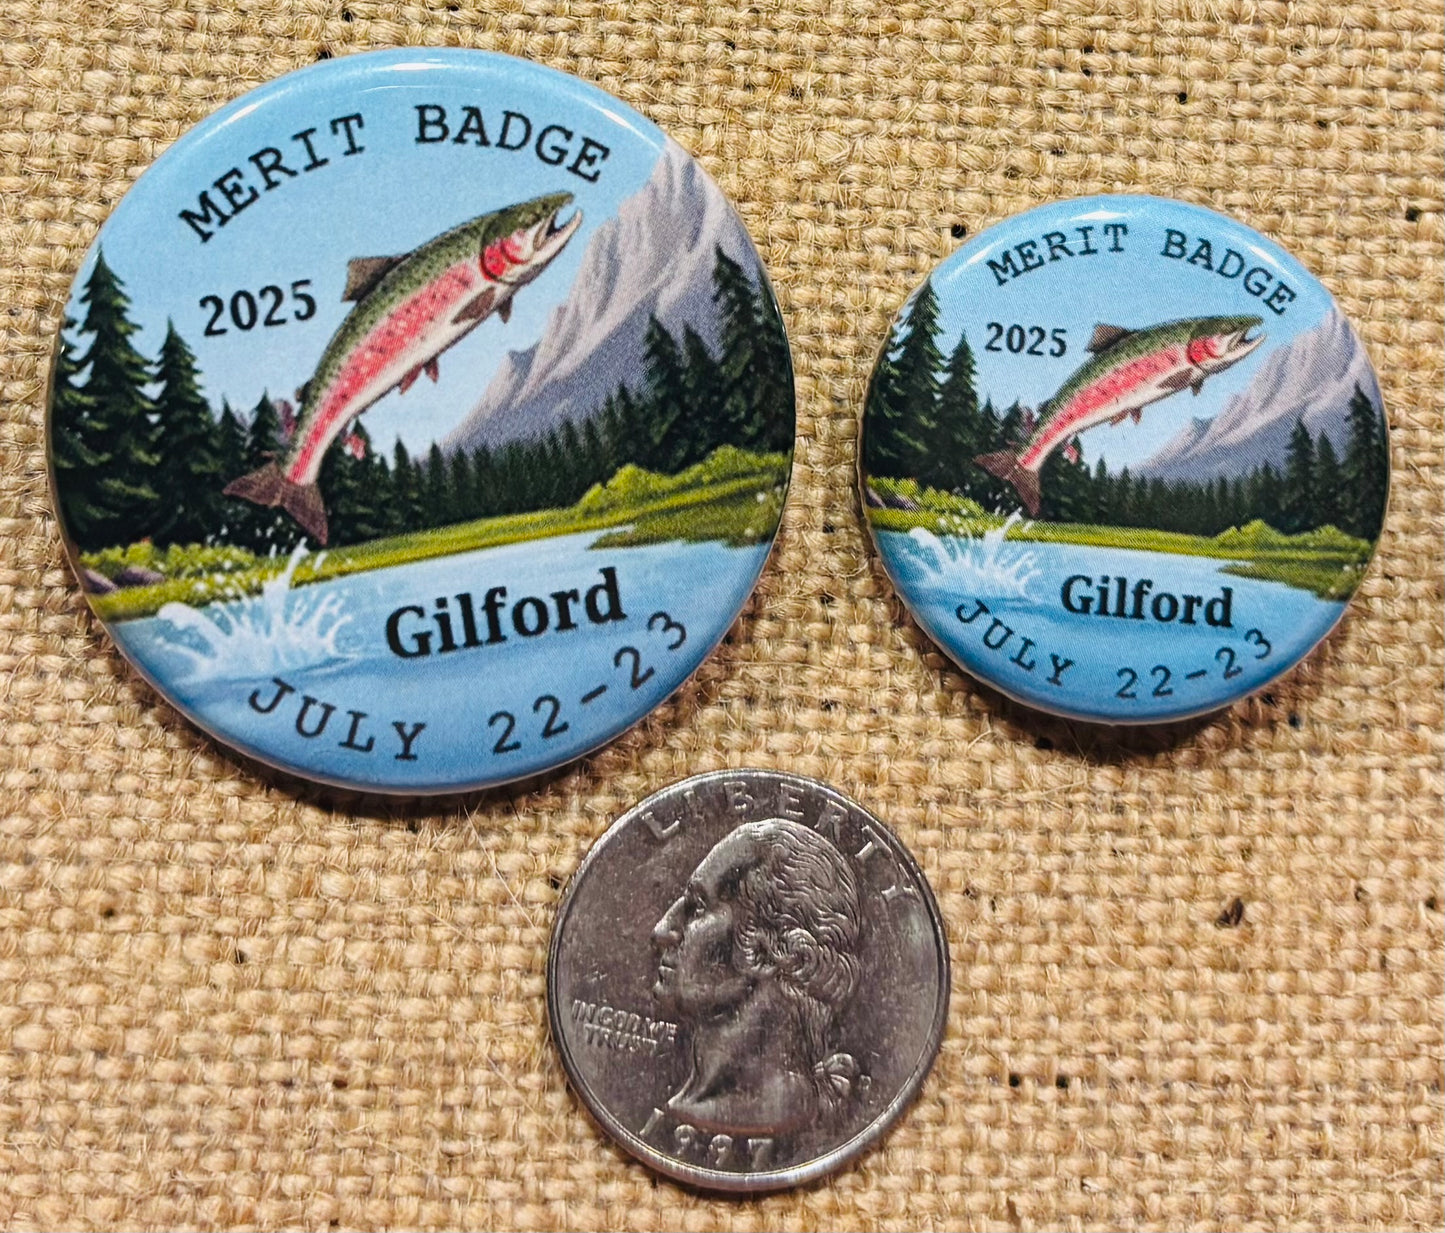 MERIT BADGE
2025
Gilford
JULY 22-23
MERIT BADGE
2025
Gilford
JULY 22-23
LIBERTY
IN GOD WE
TRUST
1997